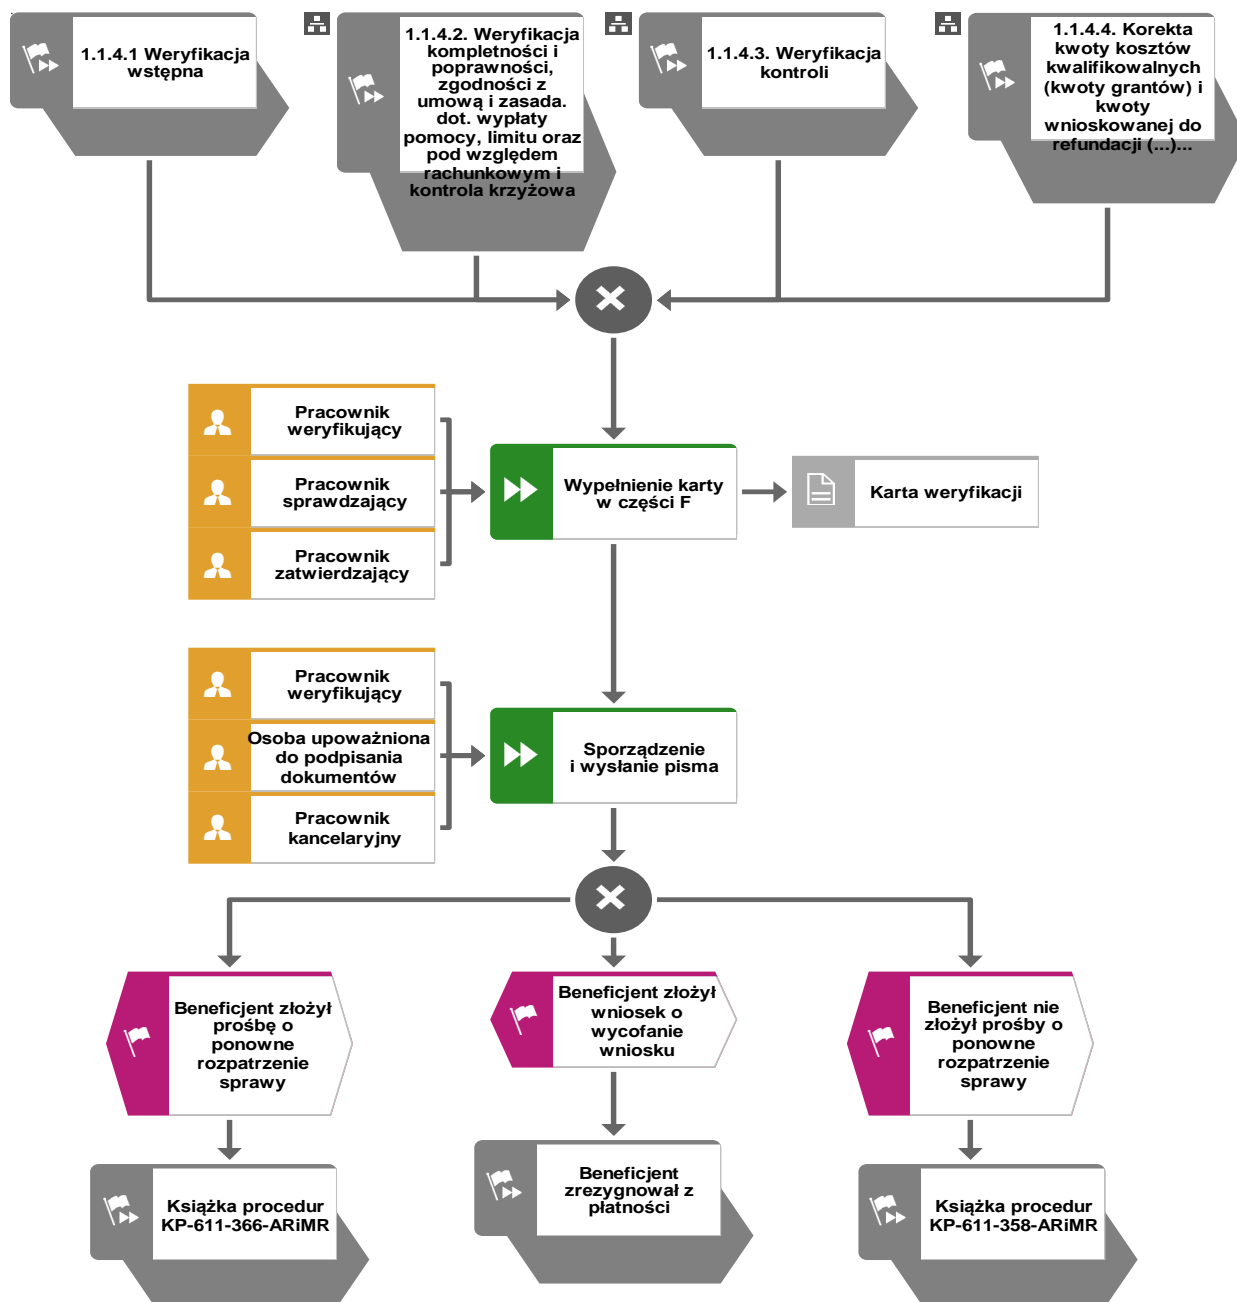 1.1.4.1 Weryfikacja
wstępna
1.1.4.2. Weryfikacja
kompletności i
poprawności,
zgodności z
umową i zasada.
dot. wypłaty
pomocy, limitu oraz
pod względem
rachunkowym i
kontrola krzyżowa
1.1.4.3. Weryfikacja
kontroli
1.1.4.4. Korekta
kwoty kosztów
kwalifikowalnych
(kwoty grantów) i
kwoty
wnioskowanej do
refundacji (...)...
Pracownik
weryfikujący
Pracownik
sprawdzający
Pracownik
zatwierdzający
Wypełnienie karty
w części F
Karta weryfikacji
Pracownik
weryfikujący
Osoba upoważniona
do podpisania
dokumentów
Pracownik
kancelaryjny
Sporządzenie
i wysłanie pisma
Beneficjent złożył
prośbę o
ponowne
rozpatrzenie
sprawy
Beneficjent złożył
wniosek o
wycofanie
wniosku
Beneficjent nie
złożył prośby o
ponowne
rozpatrzenie
sprawy
Książka procedur
KP-611-366-ARiMR
Beneficjent
zrezygnował z
płatności
Książka procedur
KP-611-358-ARiMR